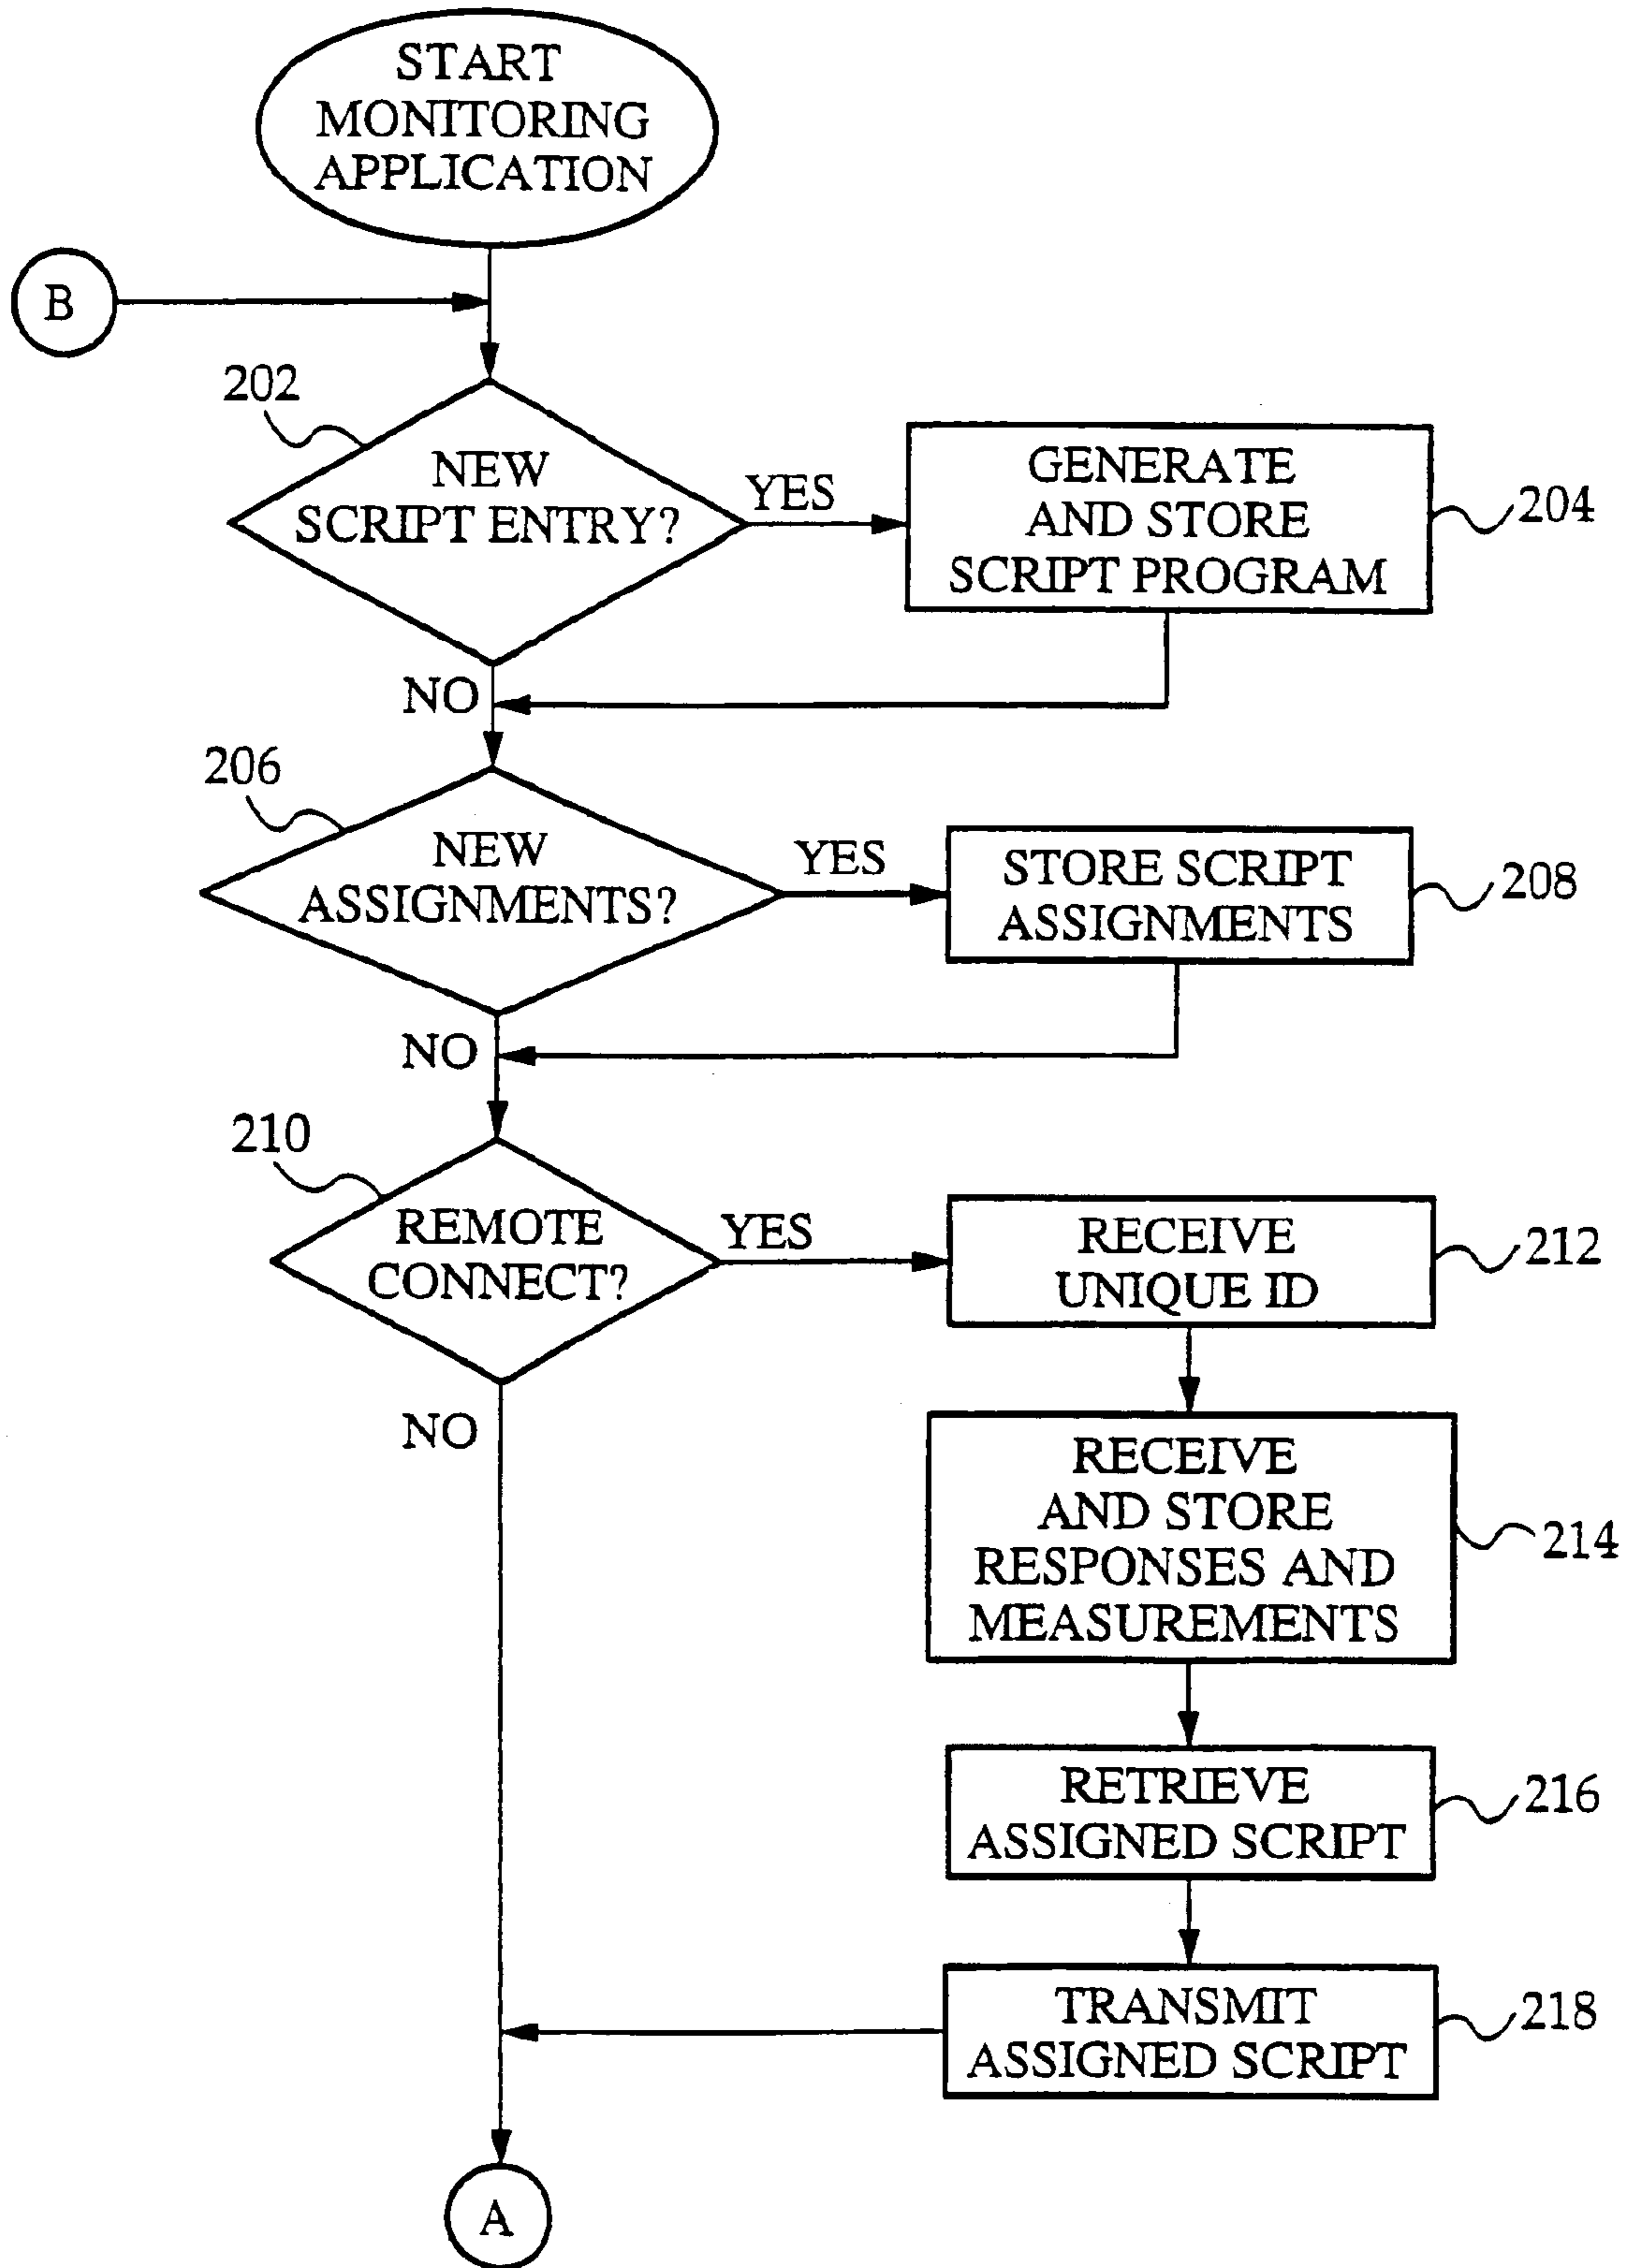 START
MONITORING
APPLICATION
B
202
NEW
SCRIPT ENTRY?
YES
GENERATE
AND STORE
SCRIPT PROGRAM
204
NO
206
NEW
ASSIGNMENTS?
YES
STORE SCRIPT
ASSIGNMENTS
208
NO
210
REMOTE
CONNECT?
YES
RECEIVE
UNIQUE ID
212
NO
RECEIVE
AND STORE
RESPONSES AND
MEASUREMENTS
214
RETRIEVE
ASSIGNED SCRIPT
216
TRANSMIT
ASSIGNED SCRIPT
218
A